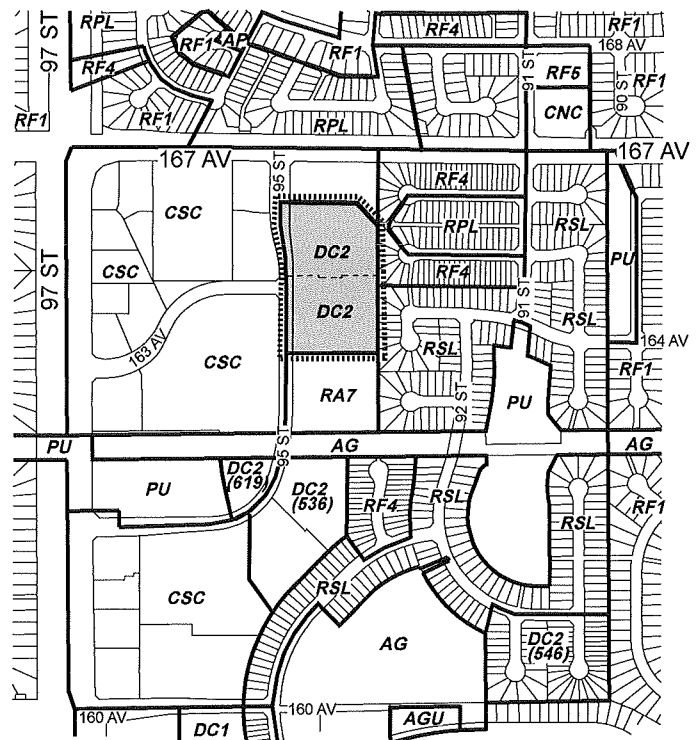 RPL
RF4
RF1
97 ST
RF4
RF1
AP
RF1
91 ST
168 AV
RF5
RF1
90 ST
CNC
RF1
RF1
RPL
167 AV
167 AV
95 ST
CSC
RF4
RPL
RSL
DC2
PU
97 ST
CSC
RF4
91 ST
DC2
163 AV
CSC
RSL
RSL
164 AV
RF1
RA7
92 ST
PU
PU
95 ST
AG
AG
PU
DC2
(619)
DC2
(536)
RF4
RSL
RSL
RF1
CSC
RSL
AG
DC2
(546)
160 AV
DC1
160 AV
AGU